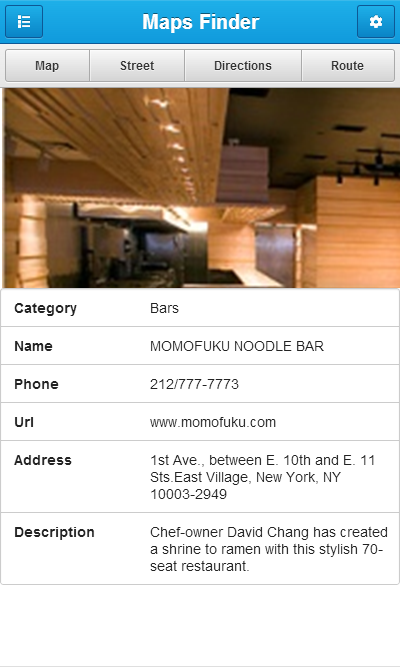 Maps Finder
Map Street Directions Route
Category Bars
Name MOMOFUKU NOODLE BAR
Phone 212/777-7773
Url www.momofuku.com
Address 1st Ave., between E. 10th and E. 11
Sts.East Village, New York, NY
10003-2949
Description Chef-owner David Chang has created
a shrine to ramen with this stylish 70-
seat restaurant.